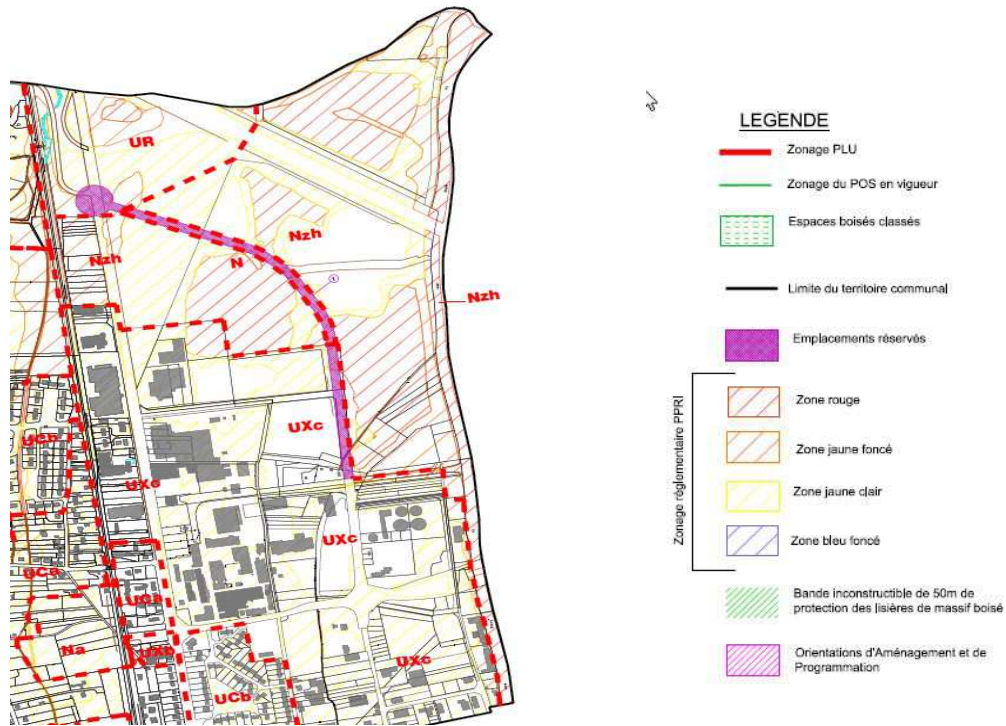 UR
Nzh
Nzh
N
Nzh
UXc
UCb
UXc
UXc
UCa
UCa
Na
UXb
UXc
UCb
LEGENDE
Zonage PLU
Zonage du POS en vigueur
Espaces boisés classés
Limite du territoire communal
Emplacements réservés
Zonage réglementaire PPRI
Zone rouge
Zone jaune foncé
Zone jaune clair
Zone bleu foncé
Bande inconstructible de 50m de
protection des lisières de massif boisé
Orientations d'Aménagement et de
Programmation